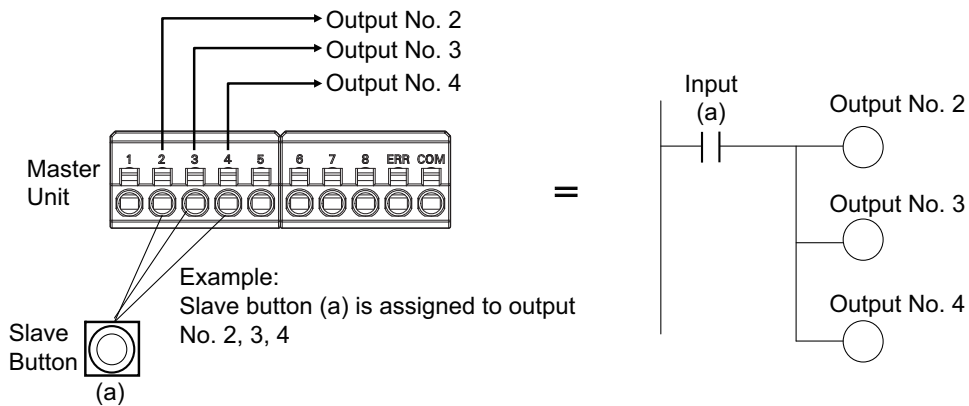 Output No. 2
Output No. 3
Output No. 4
Master
Unit
1 2 3 4 5 6 7 8 ERR COM
Example:
Slave button (a) is assigned to output
No. 2, 3, 4
Slave
Button
(a)
=
Input
(a)
Output No. 2
Output No. 3
Output No. 4